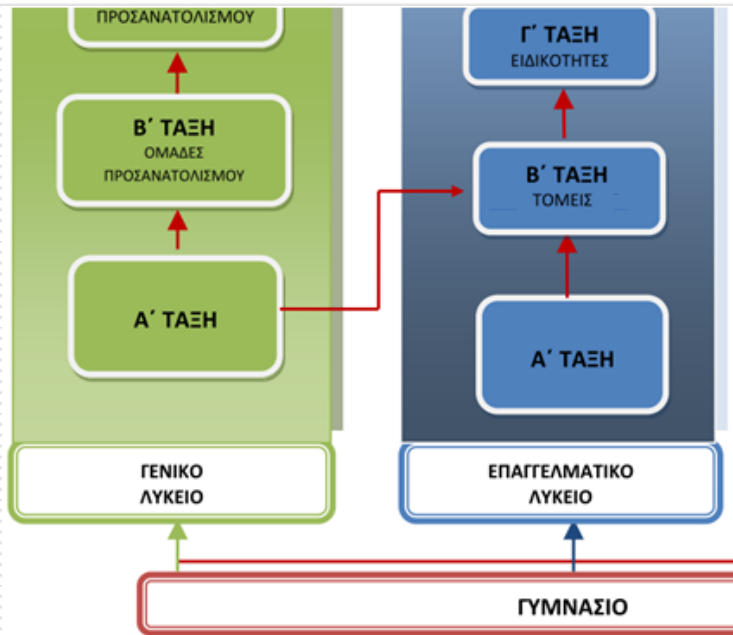 ΠΡΟΣΑΝΑΤΟΛΙΣΜΟΥ
Β΄ ΤΑΞΗ
ΟΜΑΔΕΣ
ΠΡΟΣΑΝΑΤΟΛΙΣΜΟΥ
Α΄ ΤΑΞΗ
ΓΕΝΙΚΟ
ΛΥΚΕΙΟ
Γ΄ ΤΑΞΗ
ΕΙΔΙΚΟΤΗΤΕΣ
Β΄ ΤΑΞΗ
ΤΟΜΕΙΣ
Α΄ ΤΑΞΗ
ΕΠΑΓΓΕΛΜΑΤΙΚΟ
ΛΥΚΕΙΟ
ΓΥΜΝΑΣΙΟ